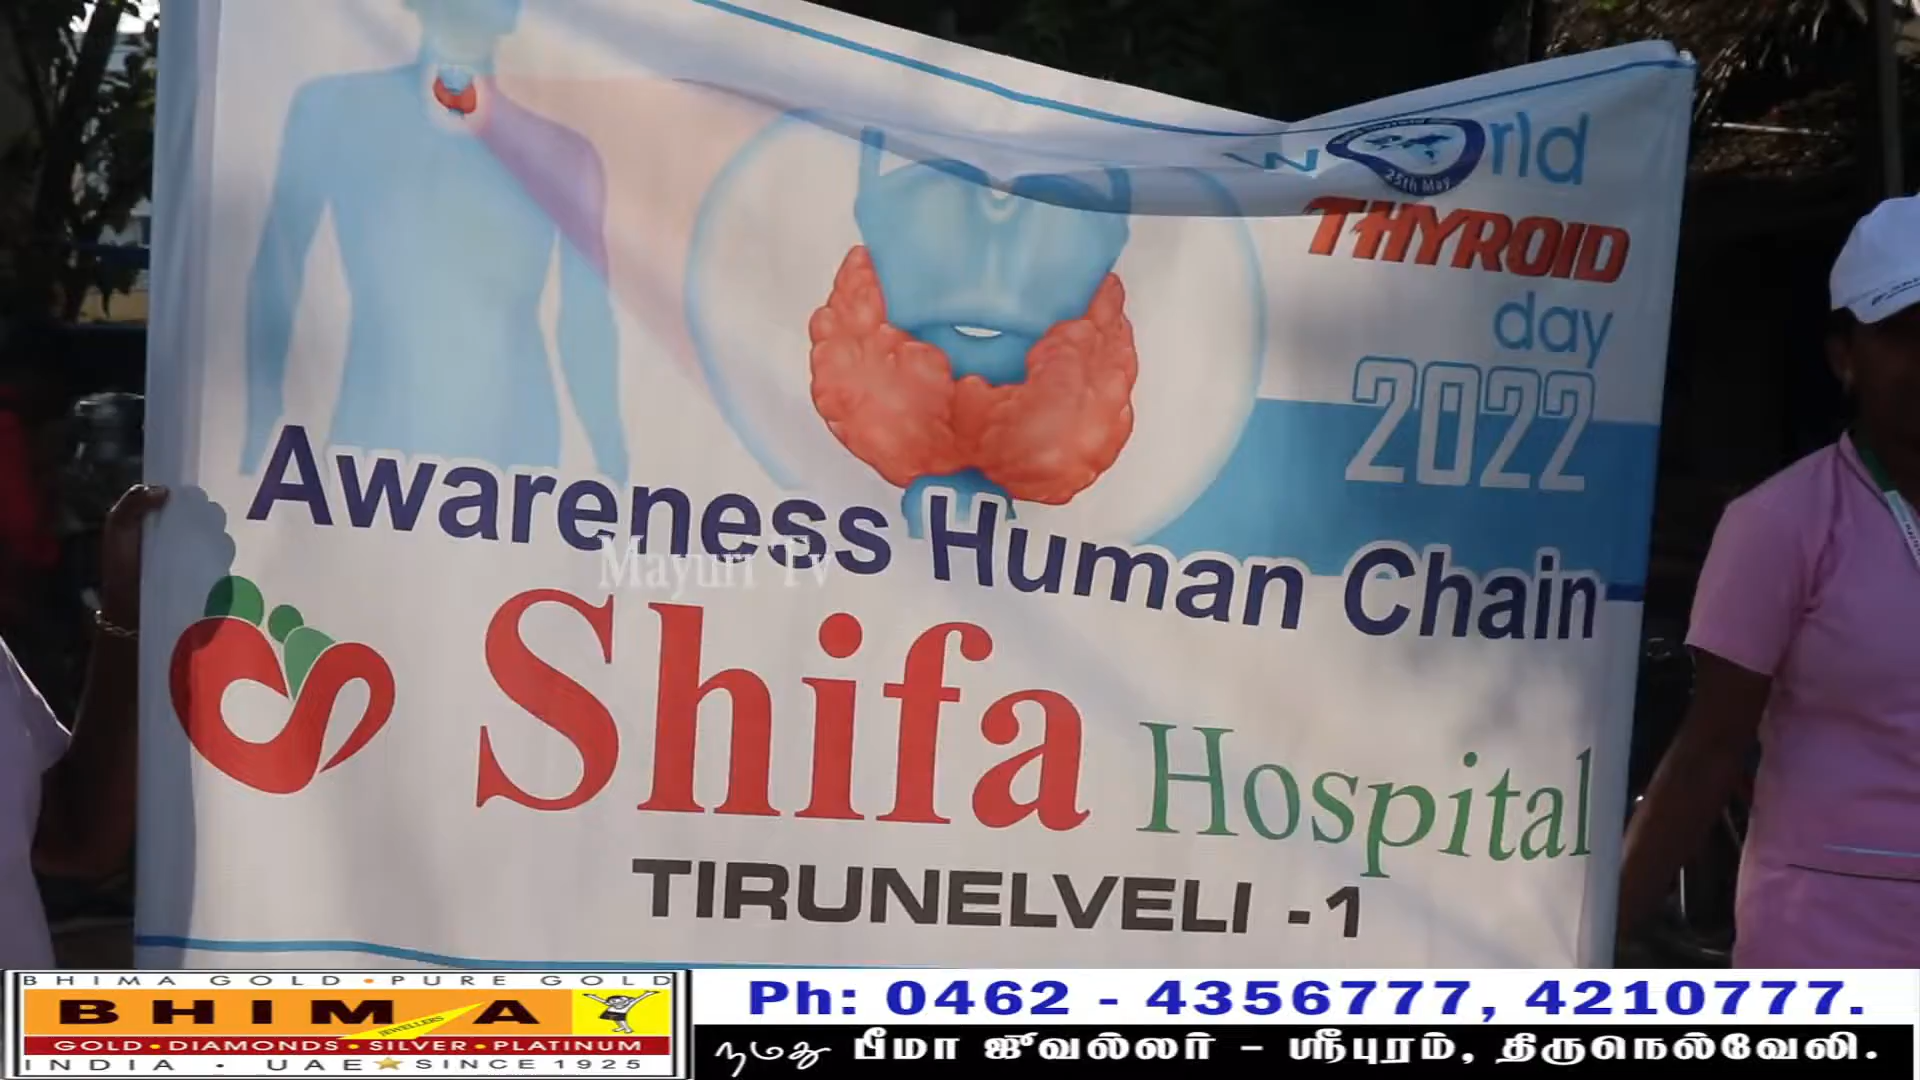 World
25th May
THYROID
day
2022
Awareness Human Chain
Mayuri Tv
Shifa Hospital
TIRUNELVELI -1
BHIMA GOLD•PURE GOLD
BHIMA
JEWELLERS
GOLD•DIAMONDS•SILVER•PLATINUM
INDIA • UAE★SINCE 1925
Ph: 0462 - 4356777, 4210777.
நமது பீமா ஜுவல்லர் - ஸ்ரீபுரம், திருநெல்வேலி.